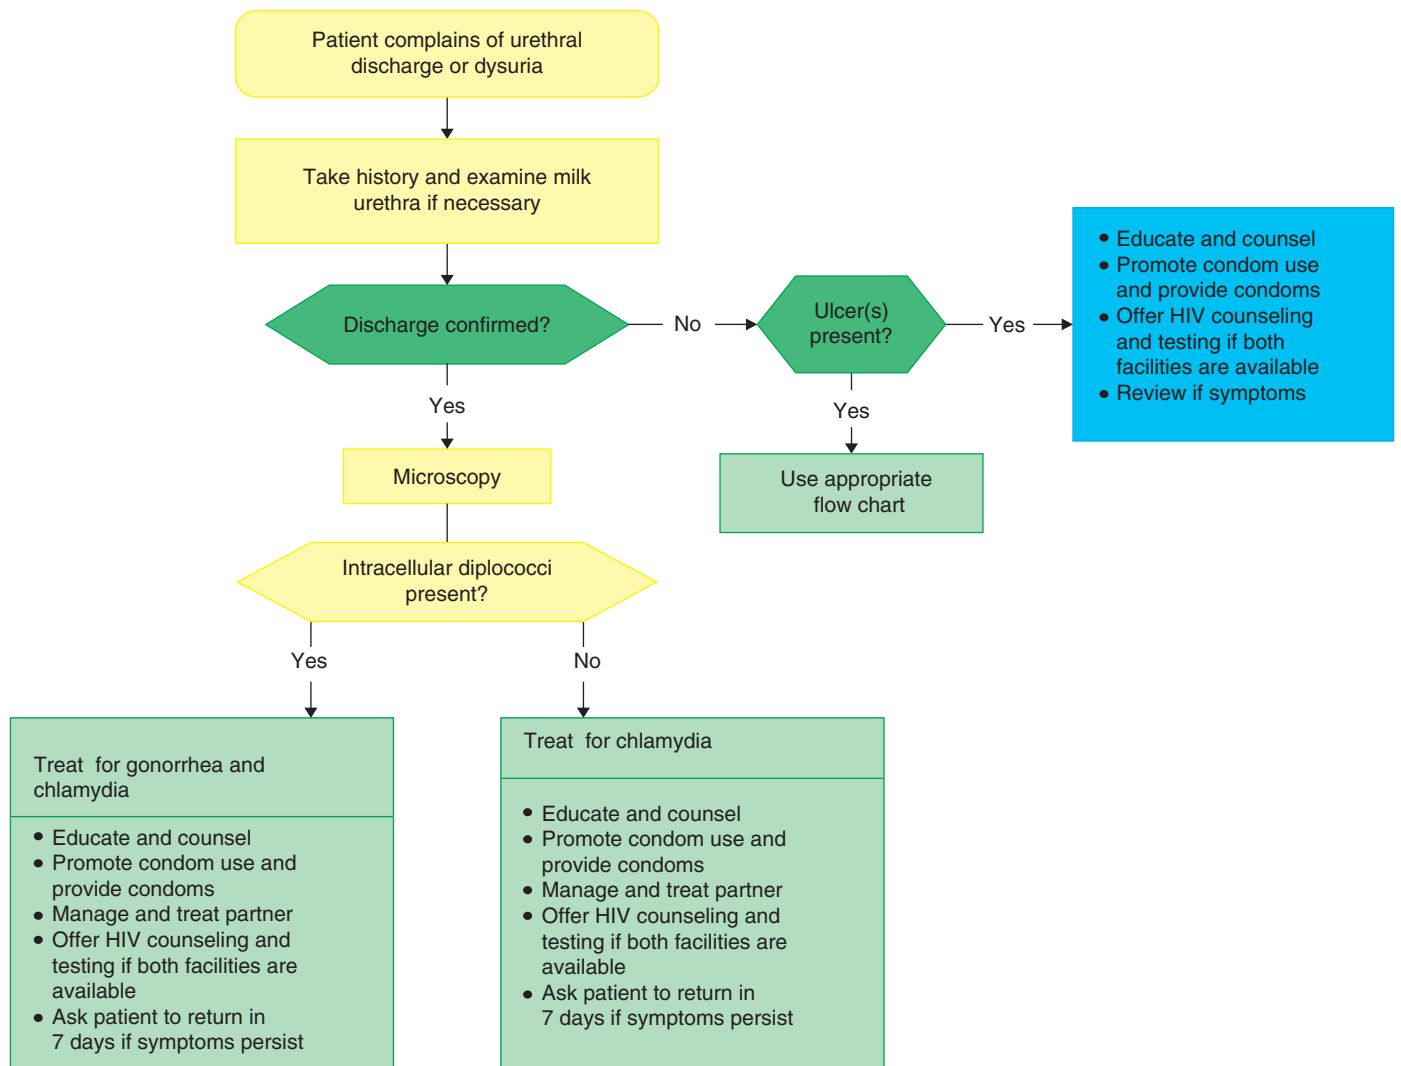 Patient complains of urethral
discharge or dysuria
Take history and examine milk
urethra if necessary
Discharge confirmed?
No
Ulcer(s)
present?
Yes
• Educate and counsel
• Promote condom use
and provide condoms
• Offer HIV counseling
and testing if both
facilities are available
• Review if symptoms
Yes
Yes
Use appropriate
flow chart
Microscopy
Intracellular diplococci
present?
Yes
No
Treat for gonorrhea and
chlamydia
• Educate and counsel
• Promote condom use and
provide condoms
• Manage and treat partner
• Offer HIV counseling and
testing if both facilities are
available
• Ask patient to return in
7 days if symptoms persist
Treat for chlamydia
• Educate and counsel
• Promote condom use and
provide condoms
• Manage and treat partner
• Offer HIV counseling and
testing if both facilities are
available
• Ask patient to return in
7 days if symptoms persist